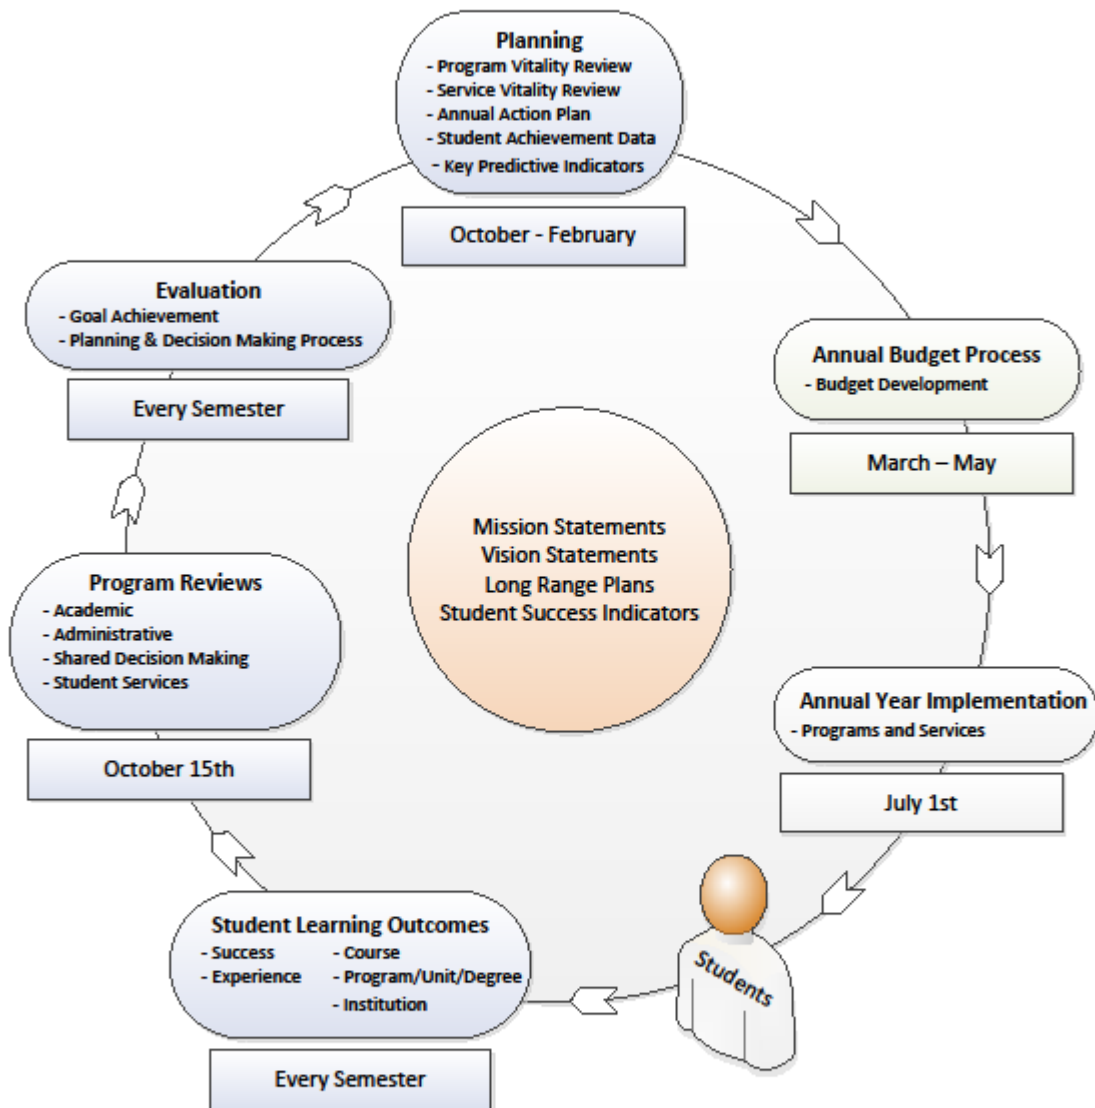 Planning
- Program Vitality Review
- Service Vitality Review
- Annual Action Plan
- Student Achievement Data
- Key Predictive Indicators
October - February
Annual Budget Process
- Budget Development
March – May
Annual Year Implementation
- Programs and Services
July 1st
Students
Student Learning Outcomes
- Success - Course
- Experience - Program/Unit/Degree
- Institution
Every Semester
Program Reviews
- Academic
- Administrative
- Shared Decision Making
- Student Services
October 15th
Evaluation
- Goal Achievement
- Planning & Decision Making Process
Every Semester
Mission Statements
Vision Statements
Long Range Plans
Student Success Indicators